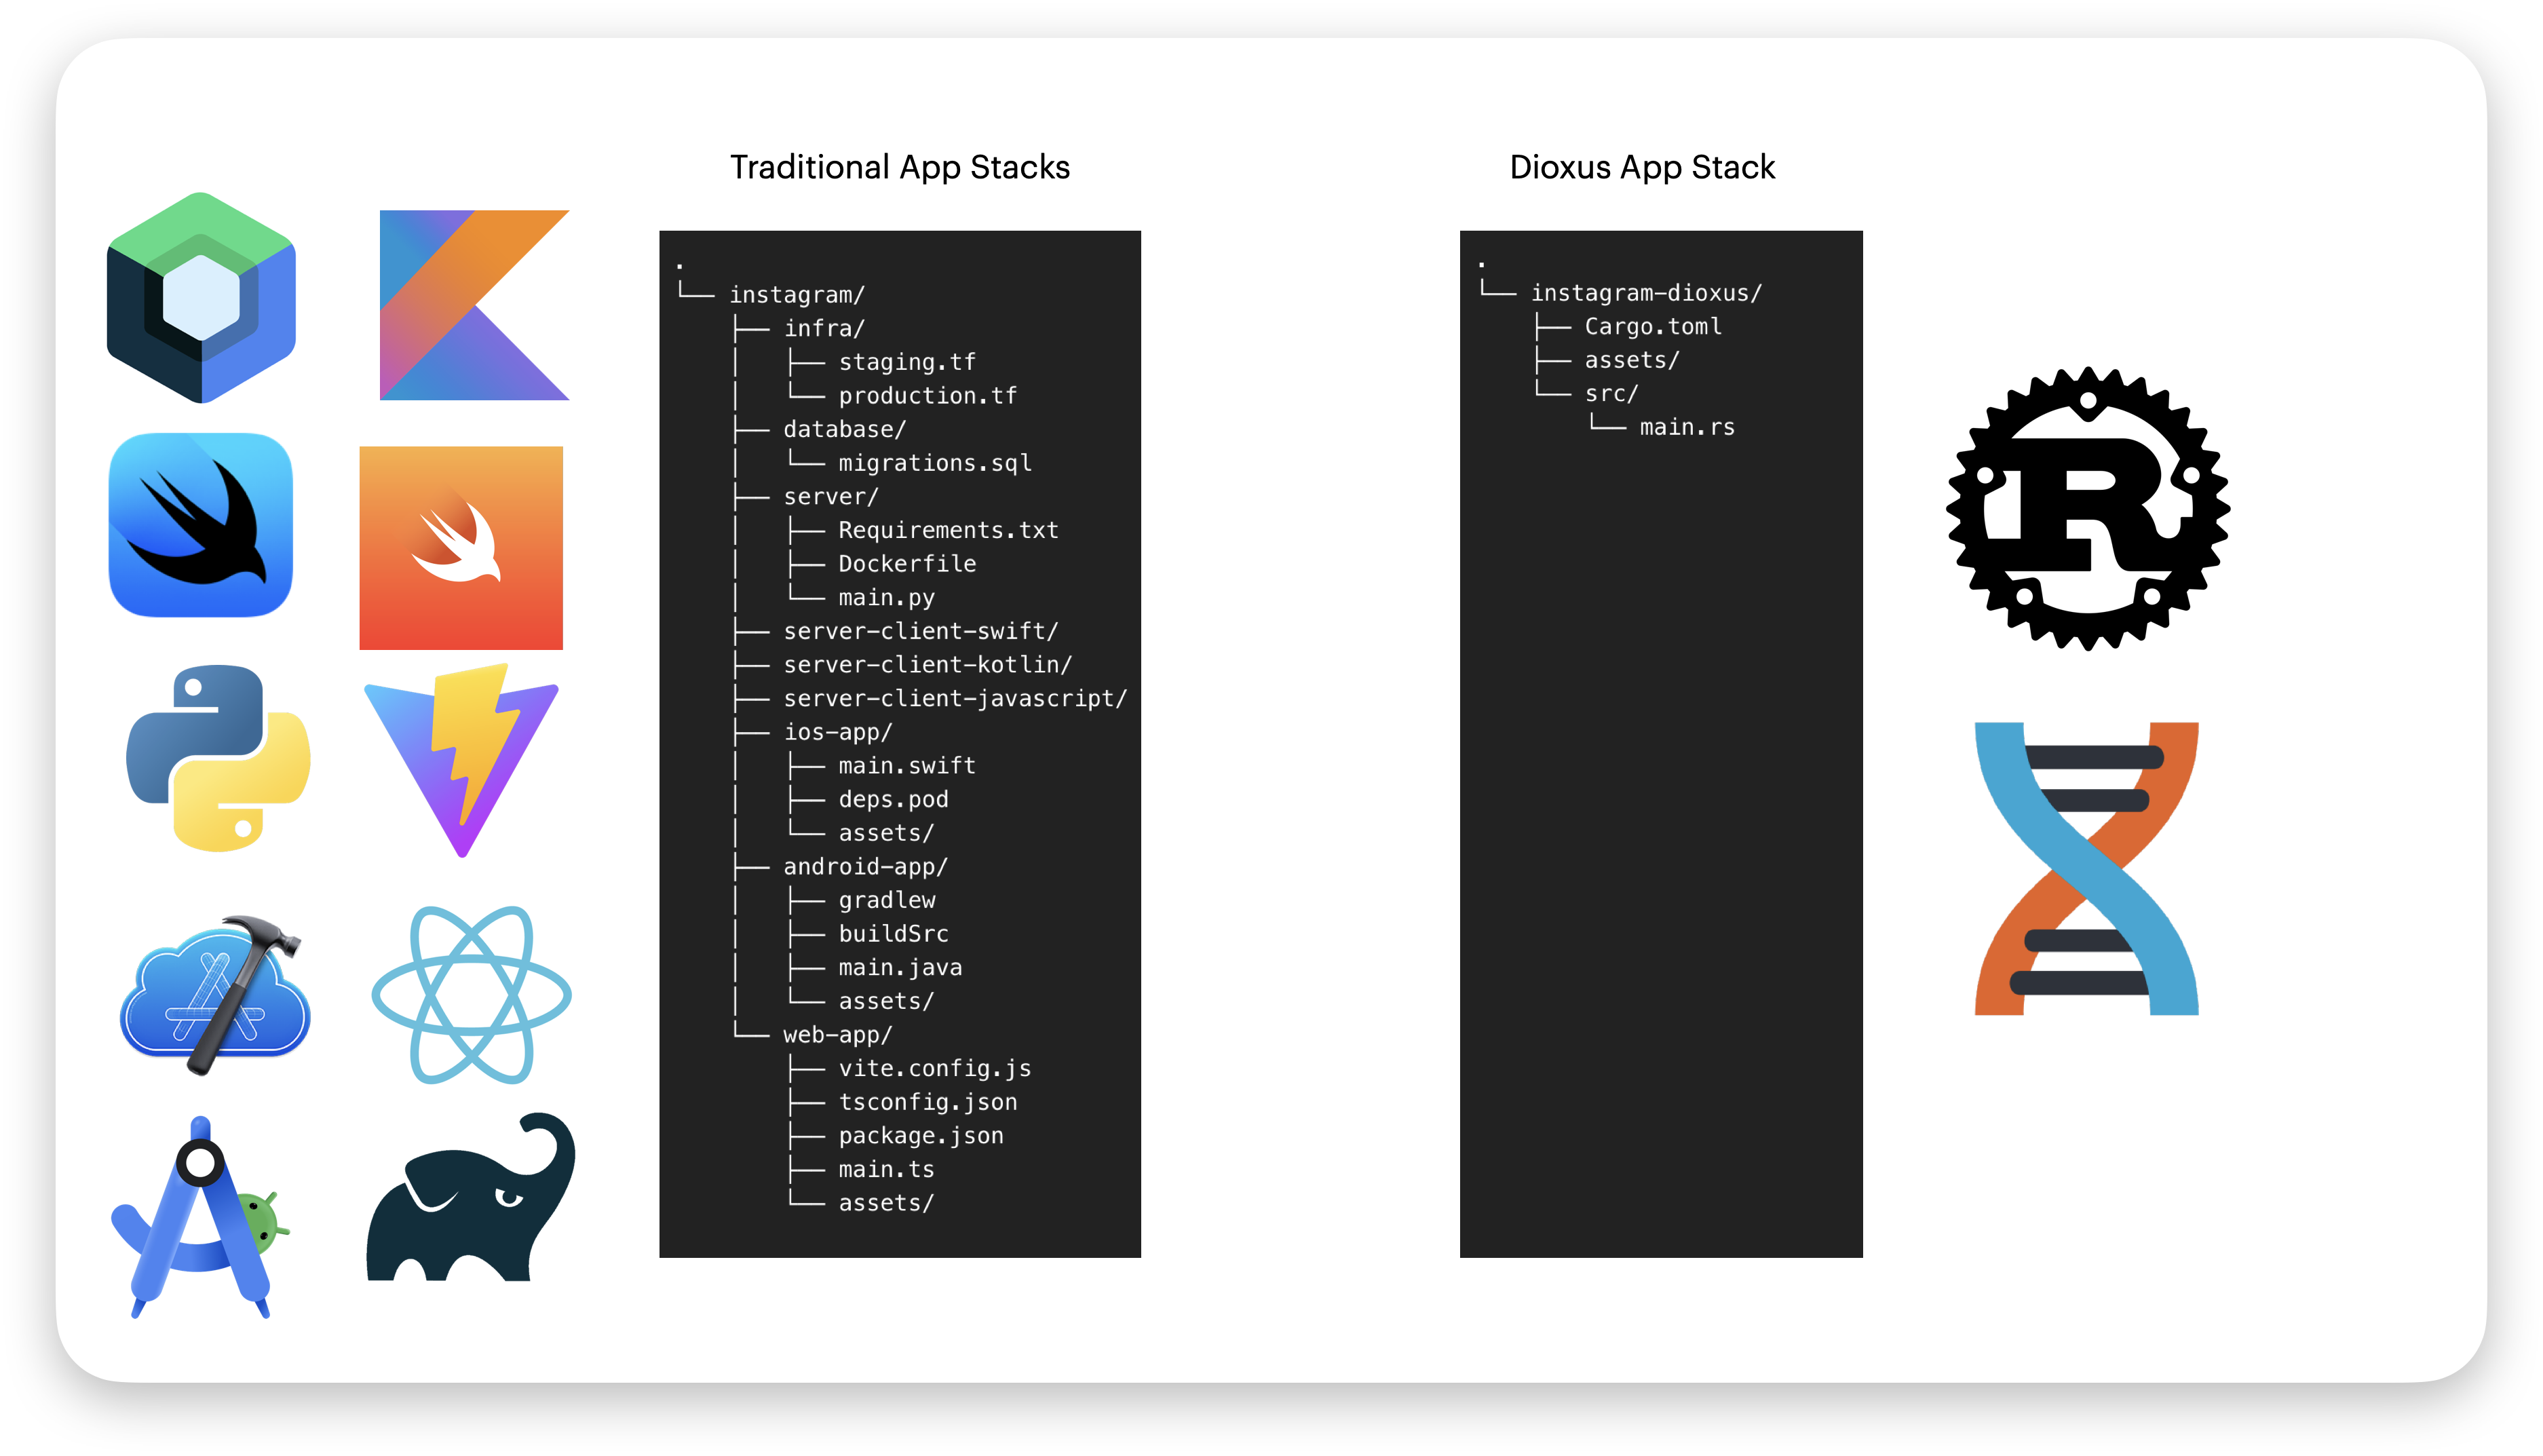 Traditional App Stacks
.
└── instagram/
    ├── infra/
    │   ├── staging.tf
    │   └── production.tf
    ├── database/
    │   └── migrations.sql
    ├── server/
    │   ├── Requirements.txt
    │   ├── Dockerfile
    │   └── main.py
    ├── server-client-swift/
    ├── server-client-kotlin/
    ├── server-client-javascript/
    ├── ios-app/
    │   ├── main.swift
    │   ├── deps.pod
    │   └── assets/
    ├── android-app/
    │   ├── gradlew
    │   ├── buildSrc
    │   ├── main.java
    │   └── assets/
    └── web-app/
        ├── vite.config.js
        ├── tsconfig.json
        ├── package.json
        ├── main.ts
        └── assets/
Dioxus App Stack
.
└── instagram-dioxus/
    ├── Cargo.toml
    ├── assets/
    └── src/
        └── main.rs
R